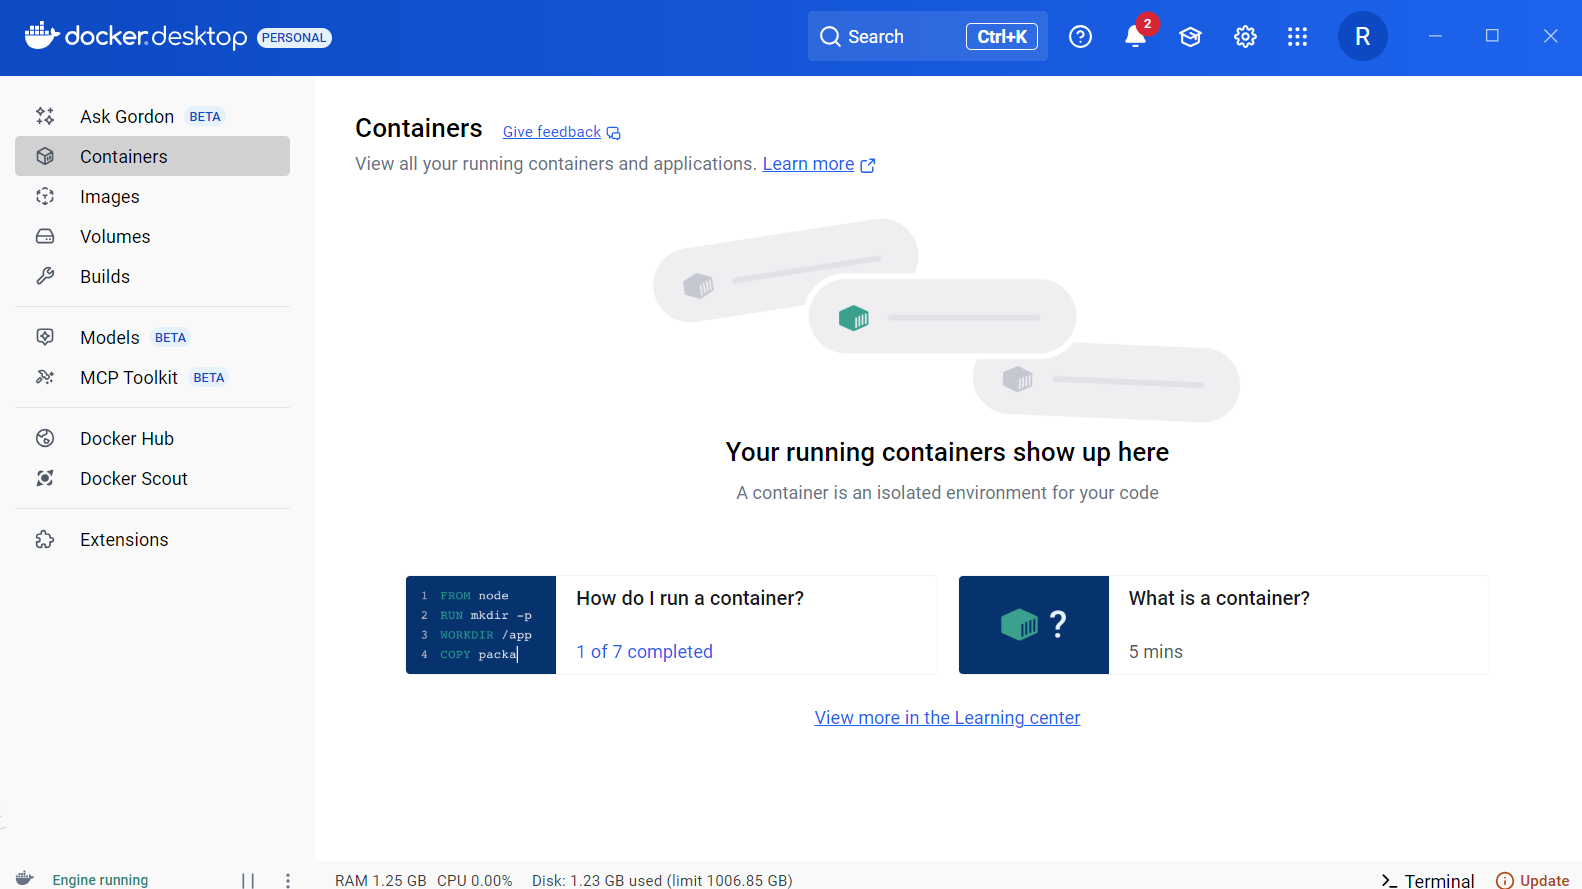 docker.desktop PERSONAL
Search Ctrl+K
2
R
Ask Gordon BETA
Containers
Images
Volumes
Builds
Models BETA
MCP Toolkit BETA
Docker Hub
Docker Scout
Extensions
Containers Give feedback
View all your running containers and applications. Learn more
Your running containers show up here
A container is an isolated environment for your code
1 FROM node
2 RUN mkdir -p
3 WORKDIR /app
4 COPY packa
How do I run a container?
1 of 7 completed
?
What is a container?
5 mins
View more in the Learning center
Engine running
RAM 1.25 GB CPU 0.00% Disk: 1.23 GB used (limit 1006.85 GB)
Terminal
Update